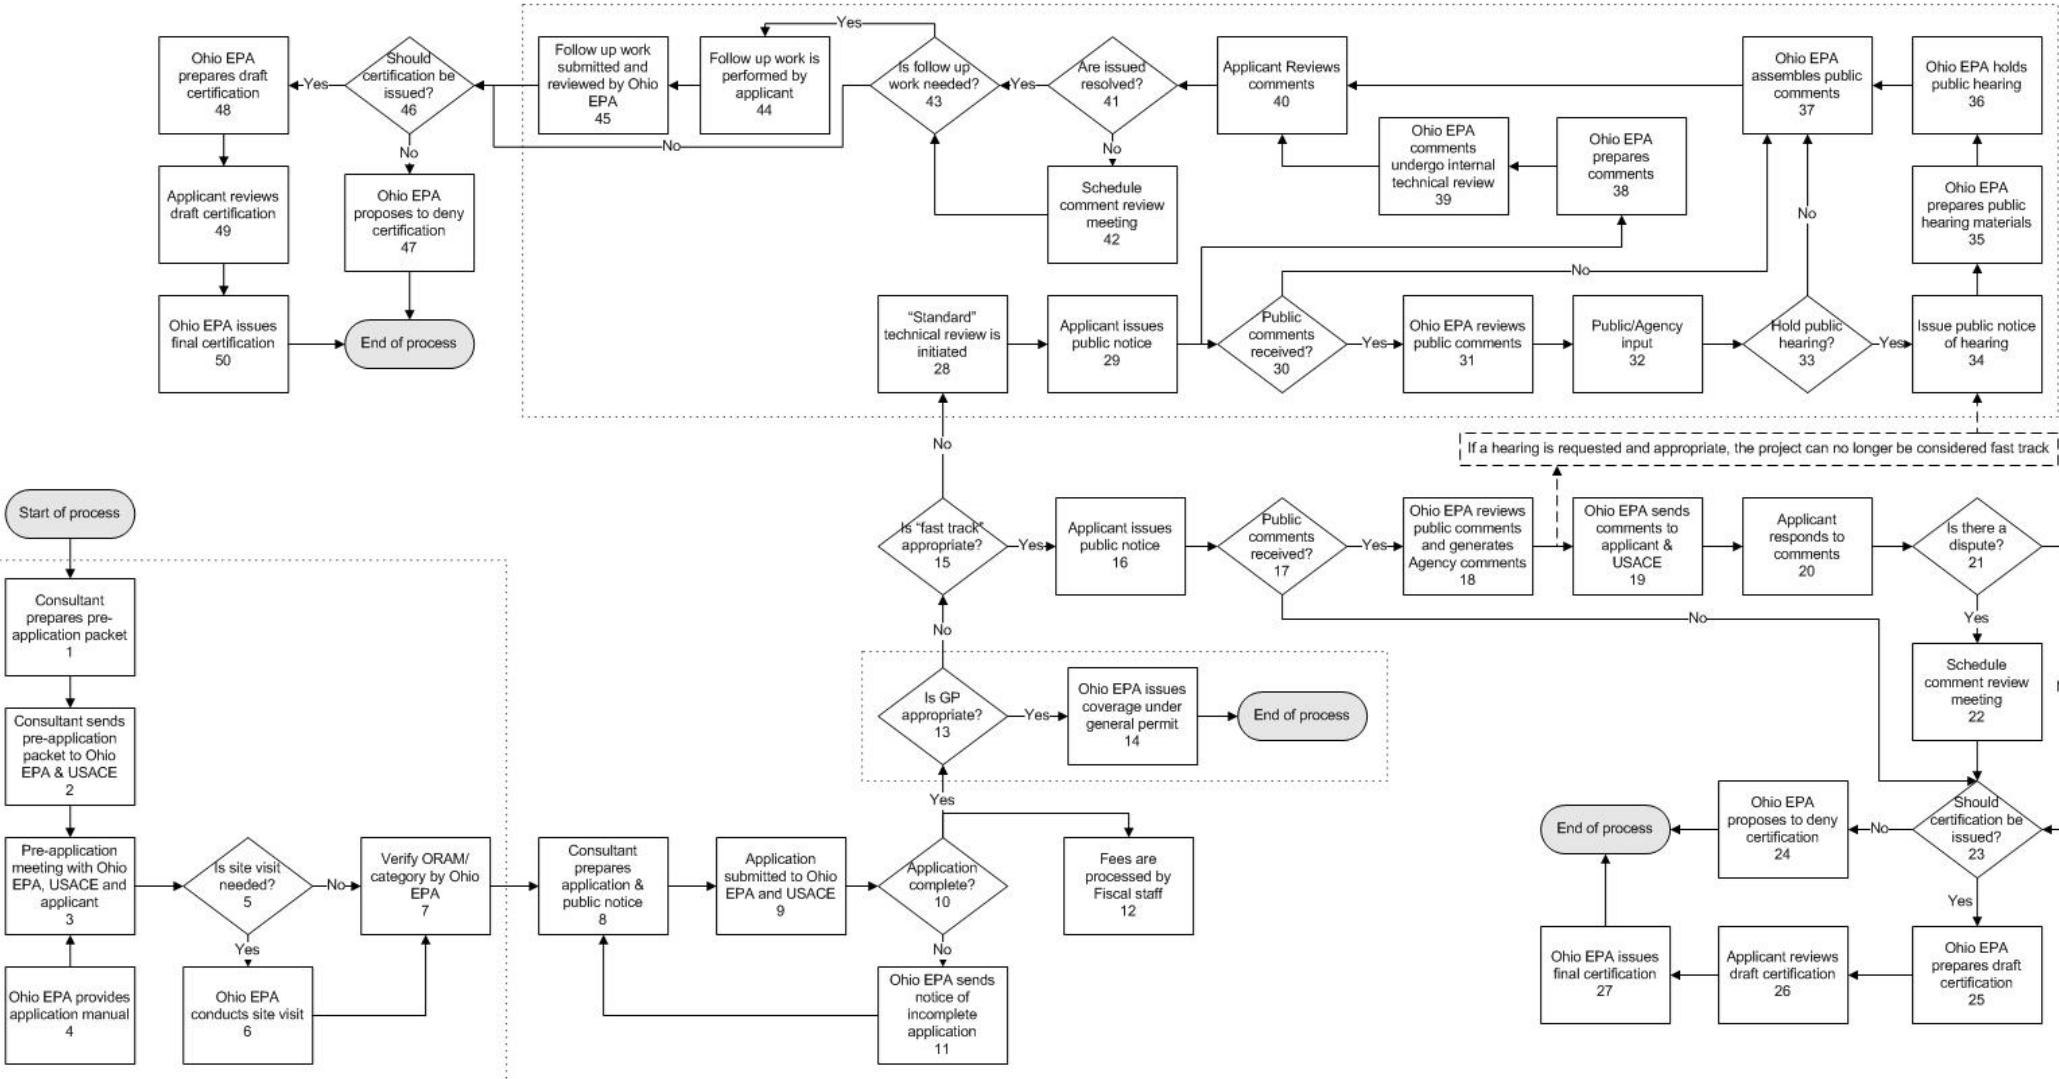 Ohio EPA
prepares draft
certification
48
Yes
Should
certification be
issued?
46
No
Ohio EPA
proposes to deny
certification
47
Applicant reviews
draft certification
49
Ohio EPA issues
final certification
50
End of process
Follow up work
submitted and
reviewed by Ohio
EPA
45
Follow up work is
performed by
applicant
44
Yes
Is follow up
work needed?
43
No
Yes
Are issued
resolved?
41
No
Schedule
comment review
meeting
42
Applicant Reviews
comments
40
Ohio EPA
comments
undergo internal
technical review
39
Ohio EPA
prepares
comments
38
Ohio EPA
assembles public
comments
37
Ohio EPA holds
public hearing
36
Ohio EPA
prepares public
hearing materials
35
No
No
"Standard"
technical review is
initiated
28
Applicant issues
public notice
29
Public
comments
received?
30
Yes
Ohio EPA reviews
public comments
31
Public/Agency
input
32
Hold public
hearing?
33
Yes
Issue public notice
of hearing
34
No
If a hearing is requested and appropriate, the project can no longer be considered fast track
Start of process
Is "fast track"
appropriate?
15
Yes
Applicant issues
public notice
16
Public
comments
received?
17
Yes
Ohio EPA reviews
public comments
and generates
Agency comments
18
Ohio EPA sends
comments to
applicant &
USACE
19
Applicant
responds to
comments
20
Is there a
dispute?
21
Yes
No
No
Consultant
prepares pre-
application packet
1
Consultant sends
pre-application
packet to Ohio
EPA & USACE
2
Is GP
appropriate?
13
Yes
Ohio EPA issues
coverage under
general permit
14
End of process
Schedule
comment review
meeting
22
Yes
Pre-application
meeting with Ohio
EPA, USACE and
applicant
3
Is site visit
needed?
5
No
Verify ORAM/
category by Ohio
EPA
7
Yes
Ohio EPA provides
application manual
4
Ohio EPA
conducts site visit
6
Consultant
prepares
application &
public notice
8
Application
submitted to Ohio
EPA and USACE
9
Application
complete?
10
No
Ohio EPA sends
notice of
incomplete
application
11
Fees are
processed by
Fiscal staff
12
End of process
Ohio EPA
proposes to deny
certification
24
No
Should
certification be
issued?
23
Yes
Ohio EPA issues
final certification
27
Applicant reviews
draft certification
26
Ohio EPA
prepares draft
certification
25